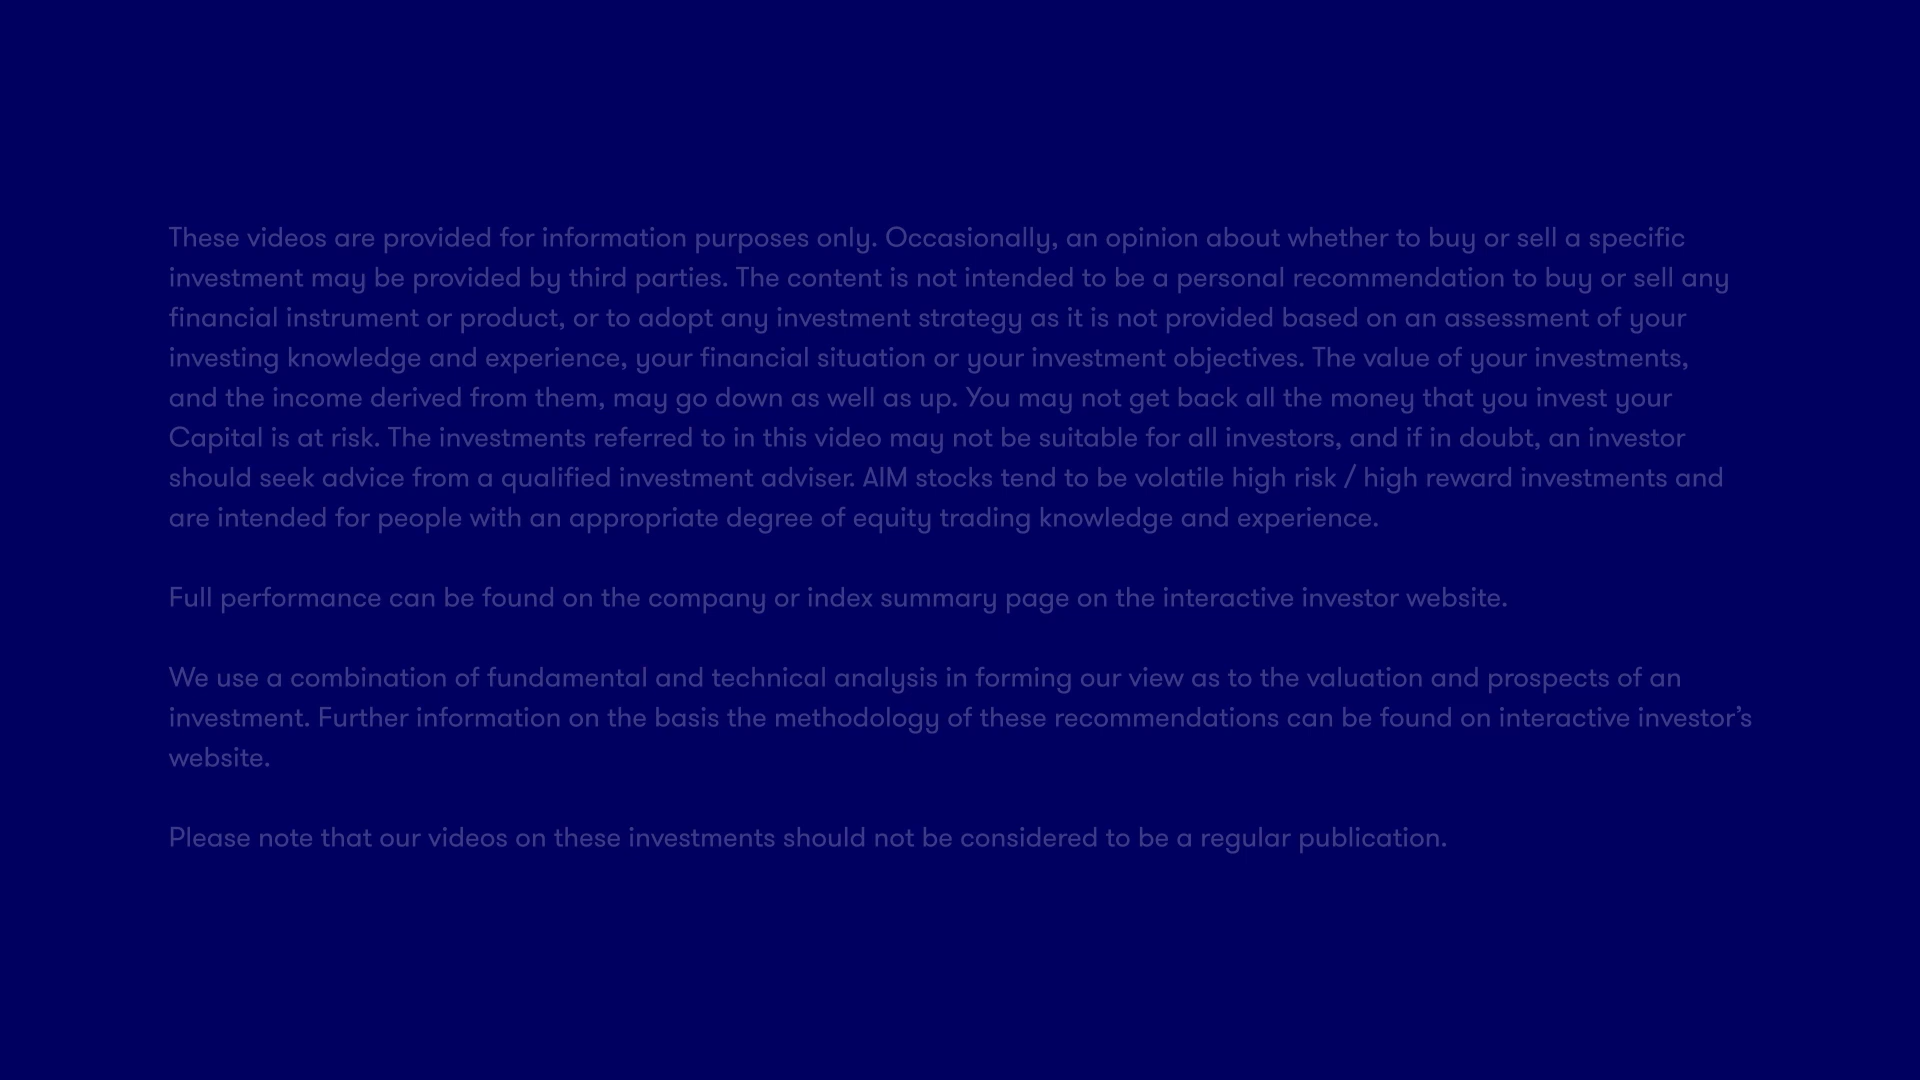 These videos are provided for information purposes only. Occasionally, an opinion about whether to buy or sell a specific
investment may be provided by third parties. The content is not intended to be a personal recommendation to buy or sell any
financial instrument or product, or to adopt any investment strategy as it is not provided based on an assessment of your
investing knowledge and experience, your financial situation or your investment objectives. The value of your investments,
and the income derived from them, may go down as well as up. You may not get back all the money that you invest your
Capital is at risk. The investments referred to in this video may not be suitable for all investors, and if in doubt, an investor
should seek advice from a qualified investment adviser. AIM stocks tend to be volatile high risk / high reward investments and
are intended for people with an appropriate degree of equity trading knowledge and experience.
Full performance can be found on the company or index summary page on the interactive investor website.
We use a combination of fundamental and technical analysis in forming our view as to the valuation and prospects of an
investment. Further information on the basis the methodology of these recommendations can be found on interactive investor’s
website.
Please note that our videos on these investments should not be considered to be a regular publication.